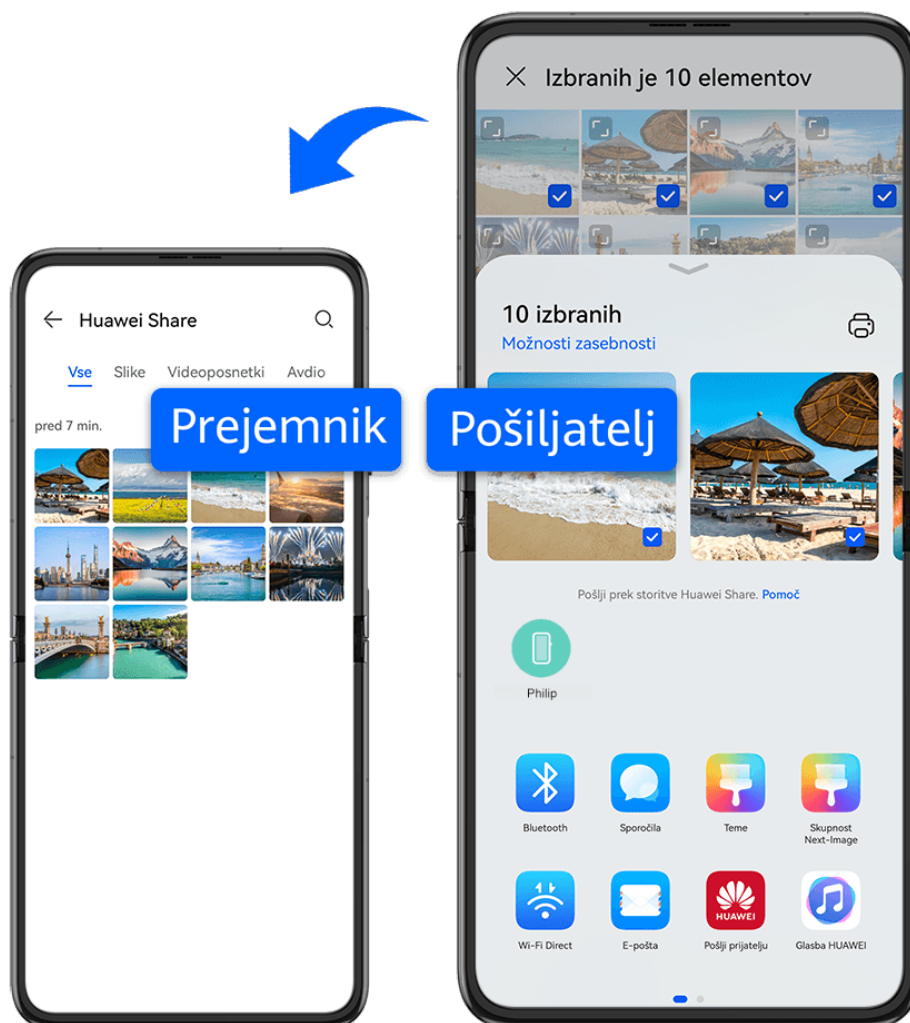 Huawei Share
Vse Slike Videoposnetki Avdio
pred 7 min.
Prejemnik
Izbranih je 10 elementov
10 izbranih
Možnosti zasebnosti
Pošiljatelj
Pošlji prek storitve Huawei Share. Pomoč
Philip
Bluetooth Sporočila Teme Skupnost
Next-Image
HUAWEI
Wi-Fi Direct E-pošta Pošlji prijatelju Glasba HUAWEI